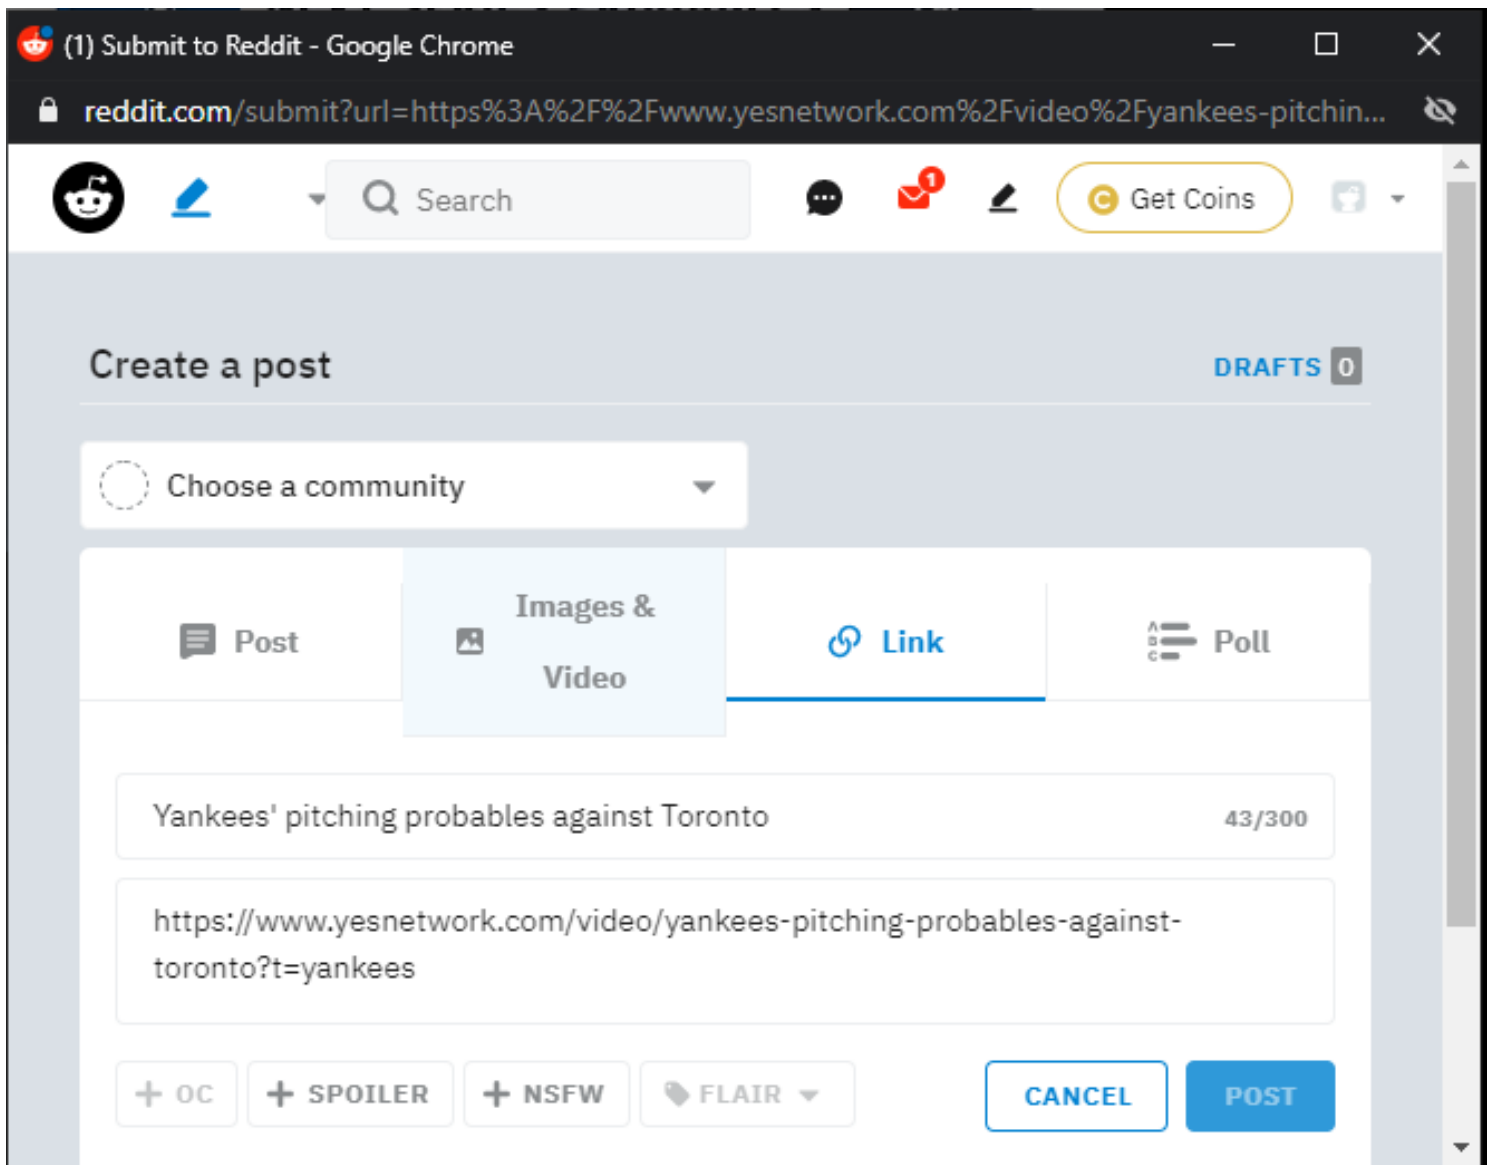 (1) Submit to Reddit - Google Chrome
reddit.com/submit?url=https%3A%2F%2Fwww.yesnetwork.com%2Fvideo%2Fyankees-pitchin...
Search
1
Get Coins
Create a post
DRAFTS 0
Choose a community
Post
Images &
Video
Link
Poll
Yankees' pitching probables against Toronto
43/300
https://www.yesnetwork.com/video/yankees-pitching-probables-against-
toronto?t=yankees
+ OC
+ SPOILER
+ NSFW
FLAIR
CANCEL
POST